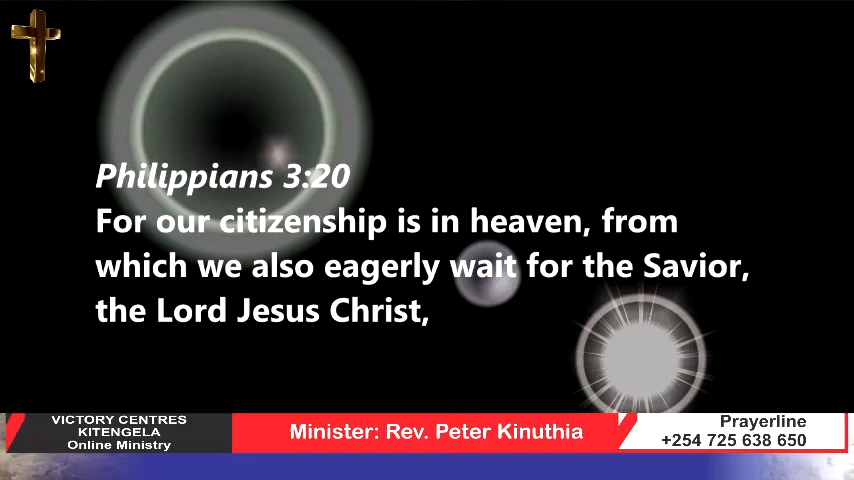 Philippians 3:20
For our citizenship is in heaven, from
which we also eagerly wait for the Savior,
the Lord Jesus Christ,
VICTORY CENTRES
KITENGELA
Online Ministry
Minister: Rev. Peter Kinuthia
Prayerline
+254 725 638 650